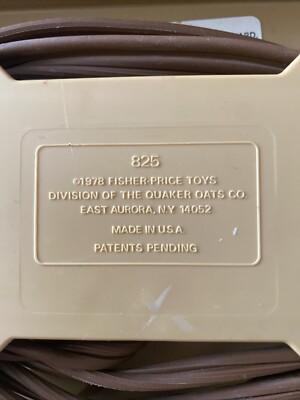 825
©1978 FISHER-PRICE TOYS
DIVISION OF THE QUAKER OATS CO.
EAST AURORA, N.Y. 14052
MADE IN U.S.A.
PATENTS PENDING